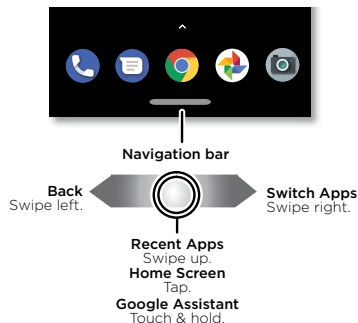 Navigation bar
Back
Swipe left.
Switch Apps
Swipe right.
Recent Apps
Swipe up.
Home Screen
Tap.
Google Assistant
Touch & hold.